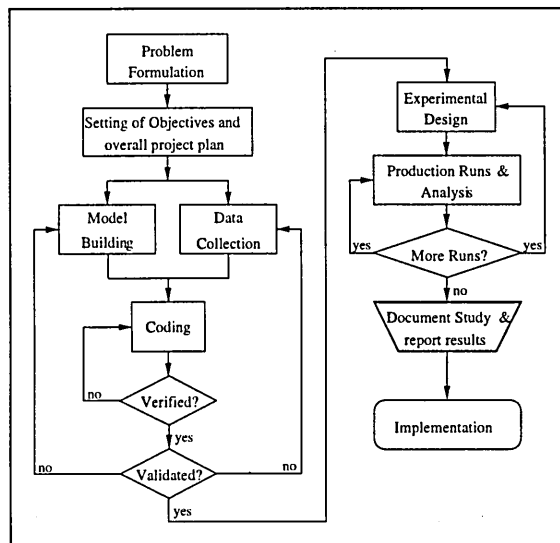 Problem
Formulation
Setting of Objectives and
overall project plan
Model
Building
Data
Collection
Coding
no
Verified?
yes
no
Validated?
no
yes
Experimental
Design
Production Runs &
Analysis
yes
More Runs?
yes
no
Document Study &
report results
Implementation